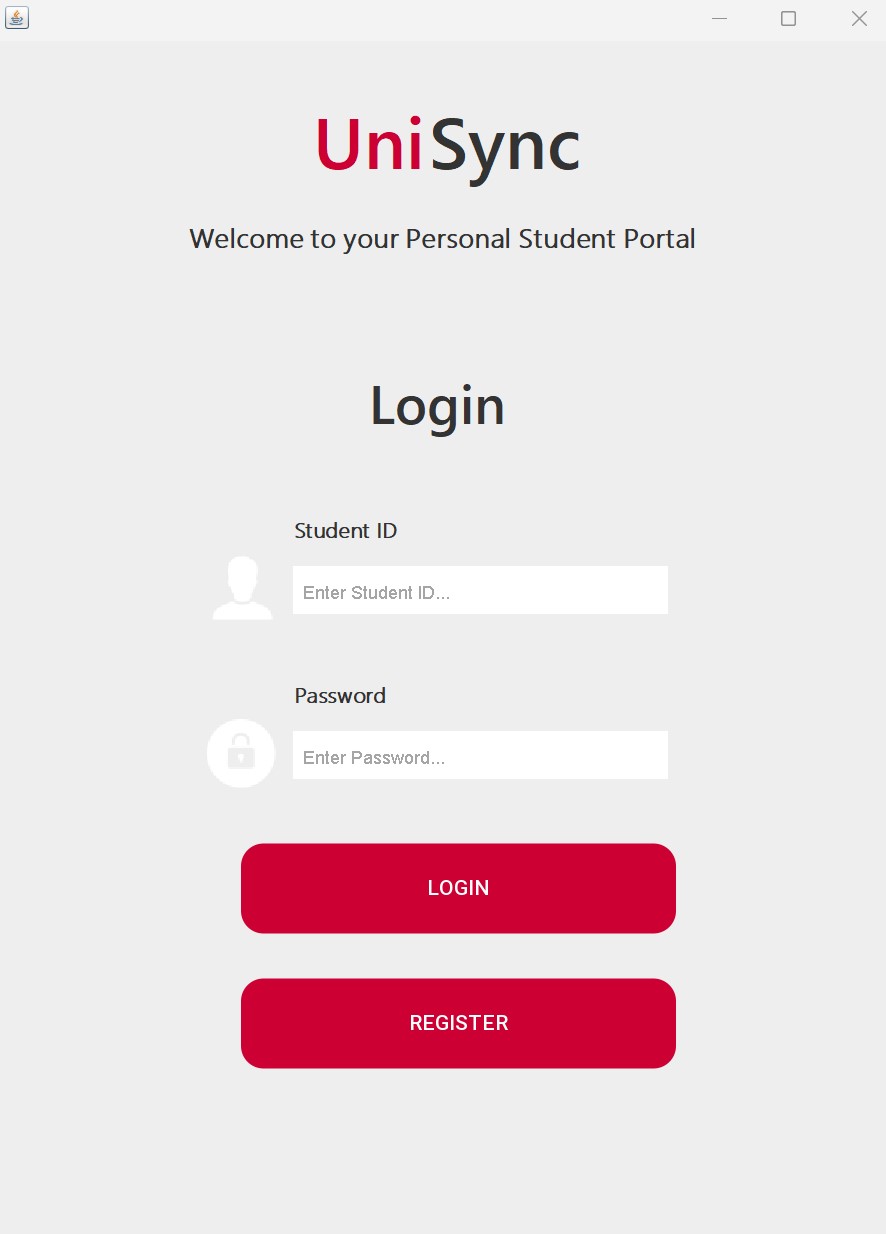 UniSync
Welcome to your Personal Student Portal
Login
Student ID
Enter Student ID...
Password
Enter Password...
LOGIN
REGISTER